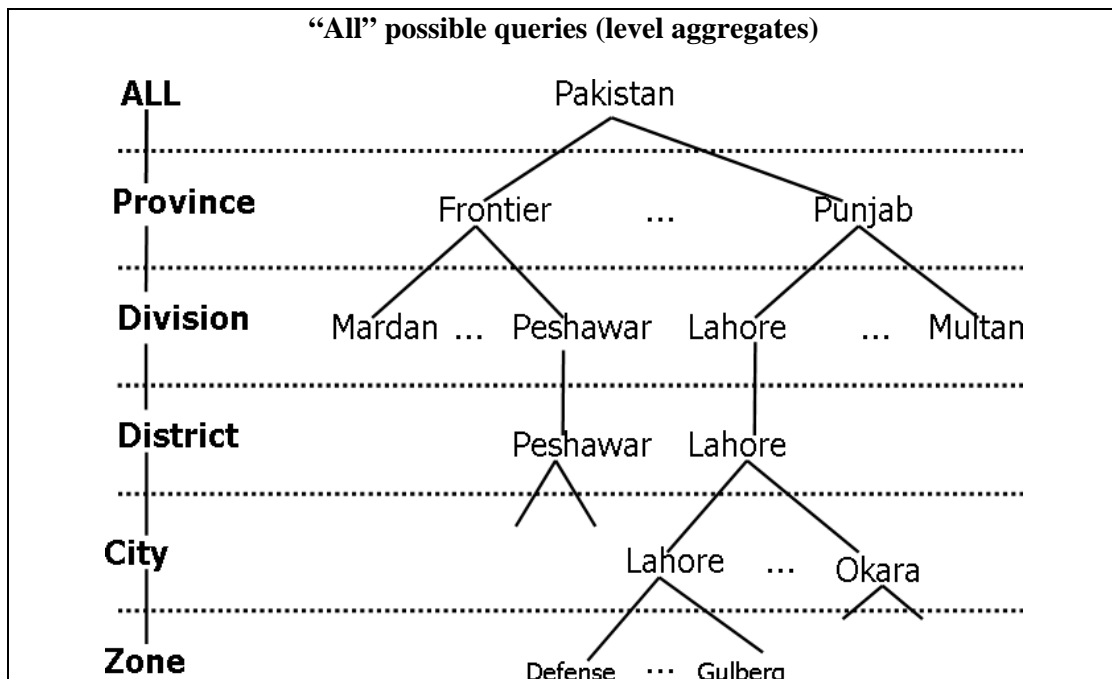 “All” possible queries (level aggregates)
ALL Pakistan
Province Frontier ... Punjab
Division Mardan ... Peshawar Lahore ... Multan
District Peshawar Lahore
City Lahore ... Okara
Zone Defense ... Gulberg